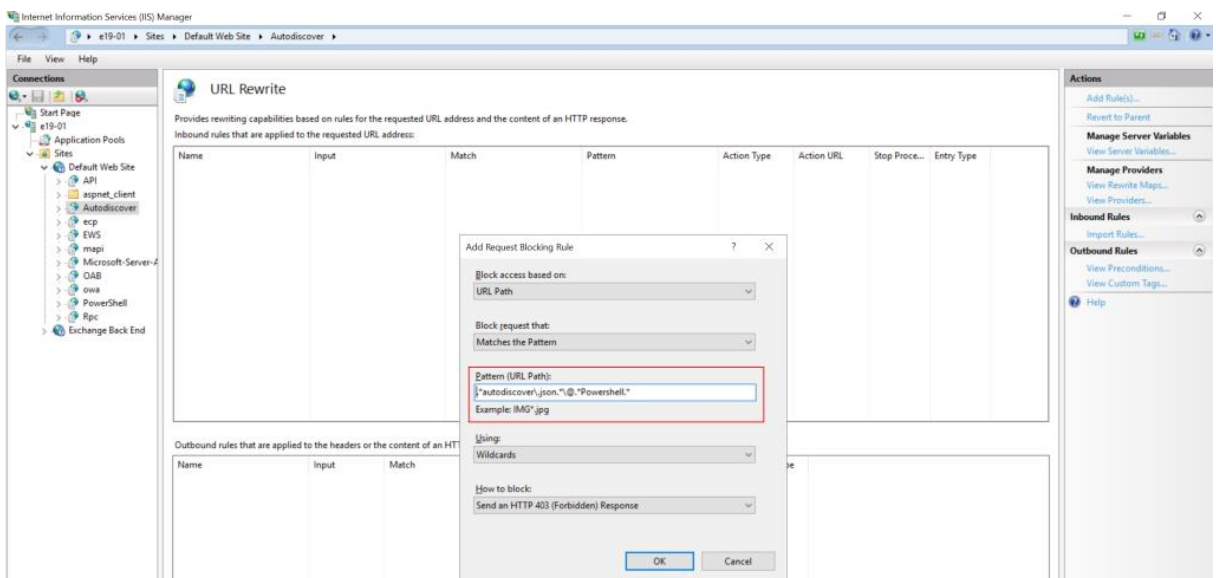 Internet Information Services (IIS) Manager
e19-01 Sites Default Web Site Autodiscover
File View Help
Connections
Start Page
e19-01
Application Pools
Sites
Default Web Site
API
aspnet_client
Autodiscover
ecp
EWS
mapi
Microsoft-Server-A
OAB
owa
PowerShell
Rpc
Exchange Back End
URL Rewrite
Provides rewriting capabilities based on rules for the requested URL address and the content of an HTTP response.
Inbound rules that are applied to the requested URL address:
Name Input Match Pattern Action Type Action URL Stop Proce... Entry Type
Outbound rules that are applied to the headers or the content of an HT
Name Input Match pe
Add Request Blocking Rule ? ×
Block access based on:
URL Path
Block request that:
Matches the Pattern
Pattern (URL Path):
.*autodiscover\.json.*\@.*Powershell.*
Example: IMG*.jpg
Using:
Wildcards
How to block:
Send an HTTP 403 (Forbidden) Response
OK Cancel
Actions
Add Rule(s)...
Revert to Parent
Manage Server Variables
View Server Variables...
Manage Providers
View Rewrite Maps...
View Providers...
Inbound Rules
Import Rules...
Outbound Rules
View Preconditions...
View Custom Tags...
Help